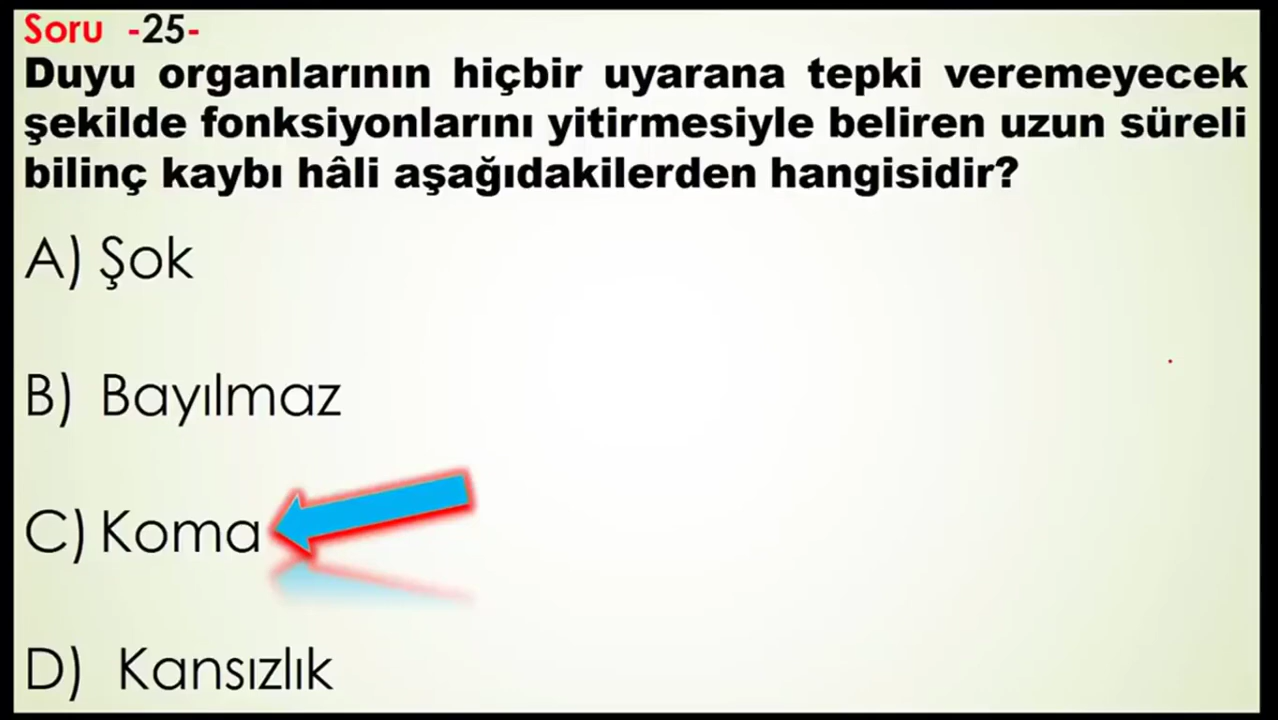 Soru -25-
Duyu organlarının hiçbir uyarana tepki veremeyecek
şekilde fonksiyonlarını yitirmesiyle beliren uzun süreli
bilinç kaybı hâli aşağıdakilerden hangisidir?
A) Şok
B) Bayılmaz
C) Koma
D) Kansızlık